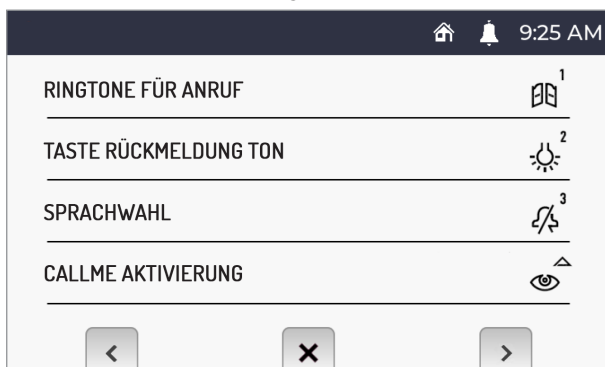 9:25 AM
RINGTONE FÜR ANRUF 1
TASTE RÜCKMELDUNG TON 2
SPRACHWAHL 3
CALLME AKTIVIERUNG